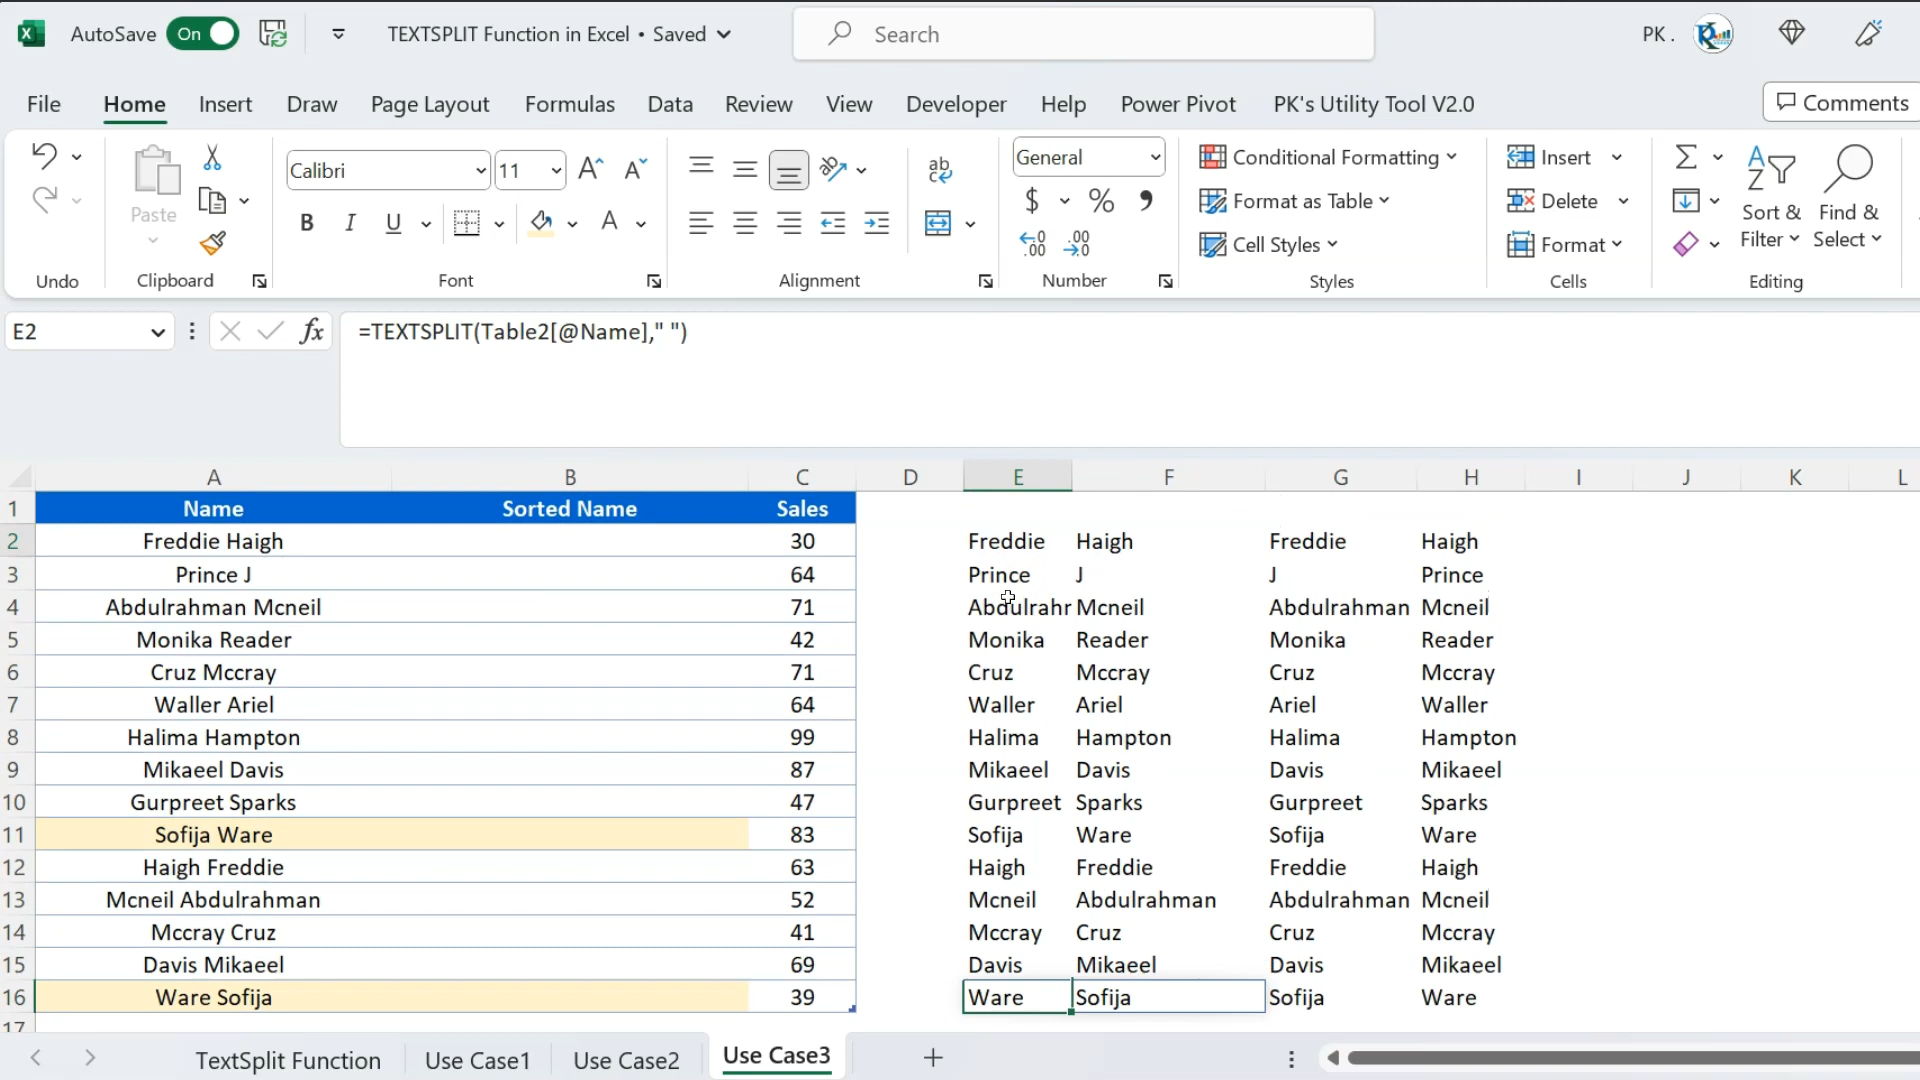 AutoSave On TEXTSPLIT Function in Excel • Saved Search PK .
File Home Insert Draw Page Layout Formulas Data Review View Developer Help Power Pivot PK's Utility Tool V2.0 Comments
Calibri 11 General Conditional Formatting Insert
Paste B I U A $ % Format as Table Delete Sort & Find &
Cell Styles Format Filter Select
Undo Clipboard Font Alignment Number Styles Cells Editing
E2 fx =TEXTSPLIT(Table2[@Name]," ")
A B C D E F G H I J K L
1 Name Sorted Name Sales
2 Freddie Haigh 30 Freddie Haigh Freddie Haigh
3 Prince J 64 Prince J J Prince
4 Abdulrahman Mcneil 71 Abdulrahr Mcneil Abdulrahman Mcneil
5 Monika Reader 42 Monika Reader Monika Reader
6 Cruz Mccray 71 Cruz Mccray Cruz Mccray
7 Waller Ariel 64 Waller Ariel Ariel Waller
8 Halima Hampton 99 Halima Hampton Halima Hampton
9 Mikaeel Davis 87 Mikaeel Davis Davis Mikaeel
10 Gurpreet Sparks 47 Gurpreet Sparks Gurpreet Sparks
11 Sofija Ware 83 Sofija Ware Sofija Ware
12 Haigh Freddie 63 Haigh Freddie Freddie Haigh
13 Mcneil Abdulrahman 52 Mcneil Abdulrahman Abdulrahman Mcneil
14 Mccray Cruz 41 Mccray Cruz Cruz Mccray
15 Davis Mikaeel 69 Davis Mikaeel Davis Mikaeel
16 Ware Sofija 39 Ware Sofija Sofija Ware
17
TextSplit Function Use Case1 Use Case2 Use Case3